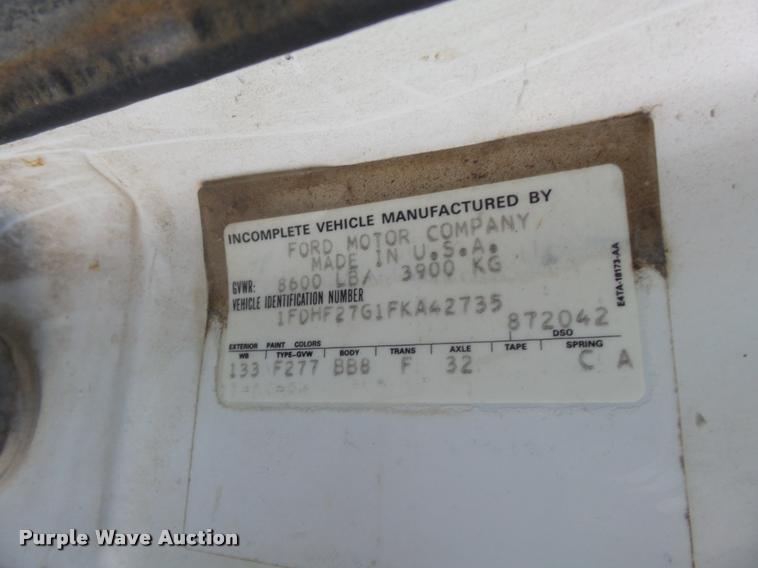 INCOMPLETE VEHICLE MANUFACTURED BY
FORD MOTOR COMPANY
MADE IN U.S.A.
GVWR: 8600 LB/ 3900 KG
VEHICLE IDENTIFICATION NUMBER
1FDHF27G1FKA42735
872042
EXTERIOR PAINT COLORS DSO
WB TYPE-GVW BODY TRANS AXLE TAPE SPRING
133 F277 BB8 F 32 C A
E4TA-18173-AA
Purple Wave Auction